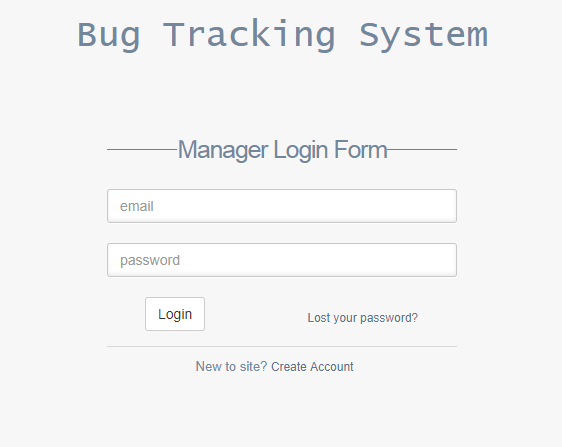 Bug Tracking System
Manager Login Form
email
password
Login Lost your password?
New to site? Create Account